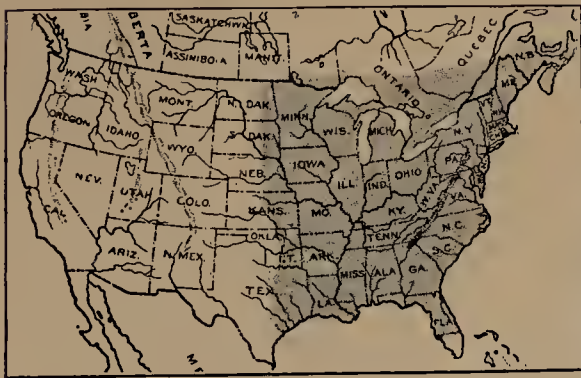 BIA
BERTA
SASKATCHWN
ASSINIBOIA
MANIT.
ONTARIO
QUEBEC
N.B.
ME.
WASH
MONT.
N. DAK.
MINN.
OREGON
IDAHO
S. DAK.
WIS.
MICH.
VT.
N.Y.
WYO.
NEB.
IOWA
ILL.
IND.
OHIO
PA.
NEV.
UTAH
COLO.
KANS.
MO.
KY.
W.VA.
VA.
CAL.
ARIZ.
N. MEX.
OKLA.
I.T.
ARK.
TENN.
N.C.
S.C.
TEX.
LA.
MISS.
ALA.
GA.
FLA.